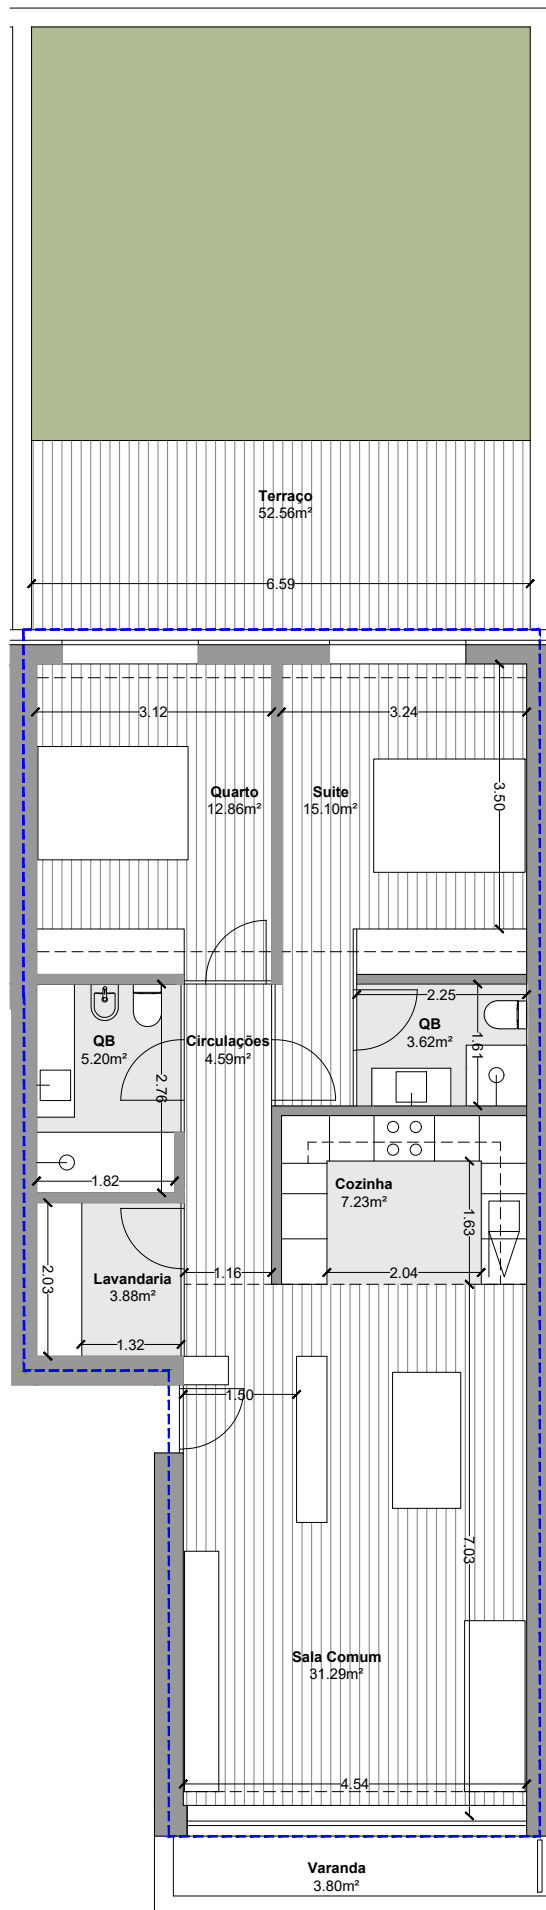 Terraço
52.56m²
6.59
3.12
3.24
3.50
Quarto
12.86m²
Suite
15.10m²
2.25
QB
5.20m²
Circulações
4.59m²
QB
3.62m²
1.61
2.76
1.82
Cozinha
7.23m²
1.63
2.03
Lavandaria
3.88m²
1.16
2.04
1.32
1.50
7.03
Sala Comum
31.29m²
4.54
Varanda
3.80m²